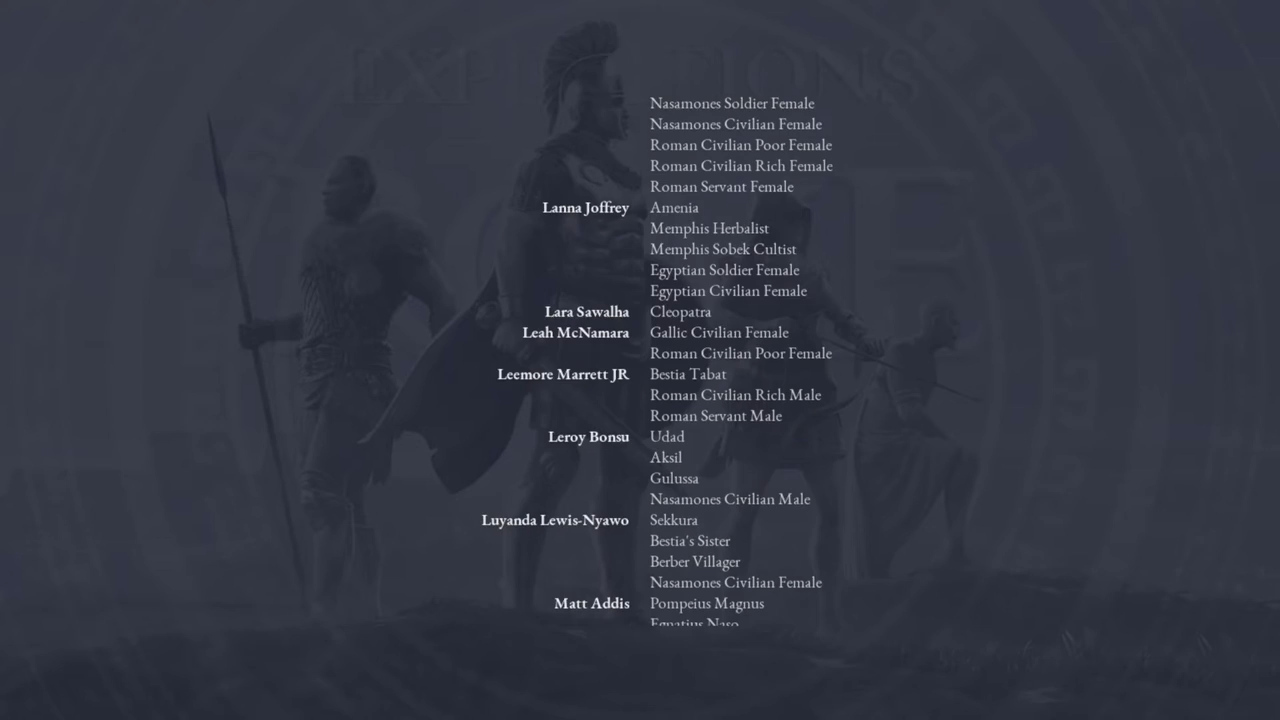 EXPEDITIONS
ROME
Nasamones Soldier Female
Nasamones Civilian Female
Roman Civilian Poor Female
Roman Civilian Rich Female
Roman Servant Female
Lanna Joffrey Amenia
Memphis Herbalist
Memphis Sobek Cultist
Egyptian Soldier Female
Egyptian Civilian Female
Lara Sawalha Cleopatra
Leah McNamara Gallic Civilian Female
Roman Civilian Poor Female
Leemore Marrett JR Bestia Tabat
Roman Civilian Rich Male
Roman Servant Male
Leroy Bonsu Udad
Aksil
Gulussa
Nasamones Civilian Male
Luyanda Lewis-Nyawo Sekkura
Bestia's Sister
Berber Villager
Nasamones Civilian Female
Matt Addis Pompeius Magnus
Egnatius Naso